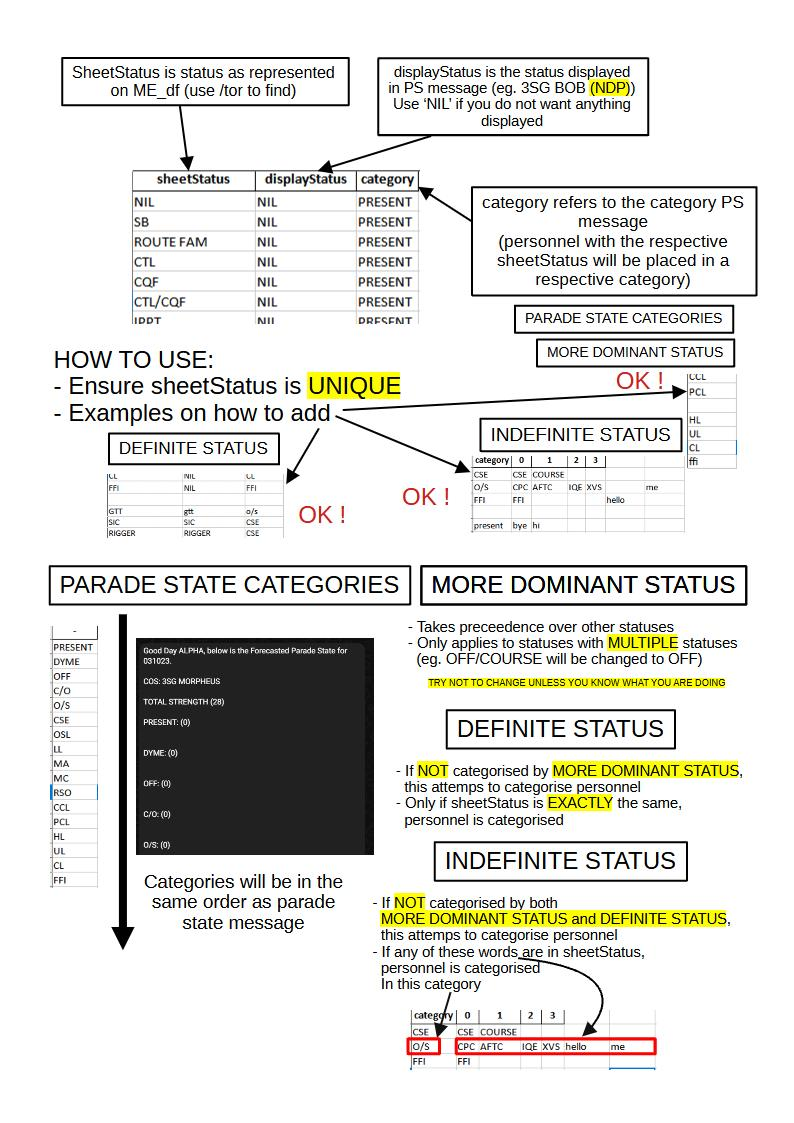 SheetStatus is status as represented
on ME_df (use /tor to find)
displayStatus is the status displayed
in PS message (eg. 3SG BOB (NDP))
Use ‘NIL’ if you do not want anything
displayed
sheetStatus displayStatus category
NIL NIL PRESENT
SB NIL PRESENT
ROUTE FAM NIL PRESENT
CTL NIL PRESENT
CQF NIL PRESENT
CTL/CQF NIL PRESENT
IPPT NIL PRESENT
category refers to the category PS
message
(personnel with the respective
sheetStatus will be placed in a
respective category)
PARADE STATE CATEGORIES
MORE DOMINANT STATUS
HOW TO USE:
- Ensure sheetStatus is UNIQUE
- Examples on how to add
OK !
CCL
PCL
HL
UL
CL
ffi
DEFINITE STATUS
CL NIL CL
FFI NIL FFI
GTT gtt o/s
SIC SIC CSE
RIGGER RIGGER CSE
OK !
INDEFINITE STATUS
OK !
category 0 1 2 3
CSE CSE COURSE
O/S CPC AFTC IQE XVS me
FFI FFI hello
present bye hi
PARADE STATE CATEGORIES
-
PRESENT
DYME
OFF
C/O
O/S
CSE
OSL
LL
MA
MC
RSO
CCL
PCL
HL
UL
CL
FFI
Good Day ALPHA, below is the Forecasted Parade State for
031023.
COS: 3SG MORPHEUS
TOTAL STRENGTH (28)
PRESENT: (0)
DYME: (0)
OFF: (0)
C/O: (0)
O/S: (0)
Categories will be in the
same order as parade
state message
MORE DOMINANT STATUS
- Takes preceedence over other statuses
- Only applies to statuses with MULTIPLE statuses
(eg. OFF/COURSE will be changed to OFF)
TRY NOT TO CHANGE UNLESS YOU KNOW WHAT YOU ARE DOING
DEFINITE STATUS
- If NOT categorised by MORE DOMINANT STATUS,
this attemps to categorise personnel
- Only if sheetStatus is EXACTLY the same,
personnel is categorised
INDEFINITE STATUS
- If NOT categorised by both
MORE DOMINANT STATUS and DEFINITE STATUS,
this attemps to categorise personnel
- If any of these words are in sheetStatus,
personnel is categorised
In this category
category 0 1 2 3
CSE CSE COURSE
O/S CPC AFTC IQE XVS hello me
FFI FFI